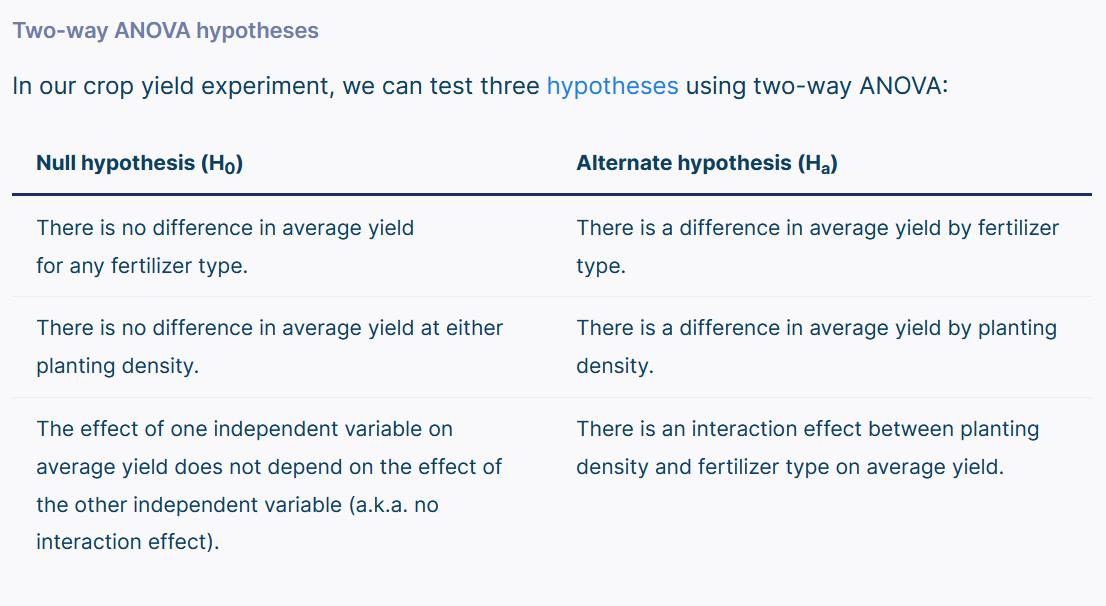 Two-way ANOVA hypotheses
In our crop yield experiment, we can test three hypotheses using two-way ANOVA:
Null hypothesis (H₀)
Alternate hypothesis (Hₐ)
There is no difference in average yield
for any fertilizer type.
There is a difference in average yield by fertilizer
type.
There is no difference in average yield at either
planting density.
There is a difference in average yield by planting
density.
The effect of one independent variable on
average yield does not depend on the effect of
the other independent variable (a.k.a. no
interaction effect).
There is an interaction effect between planting
density and fertilizer type on average yield.